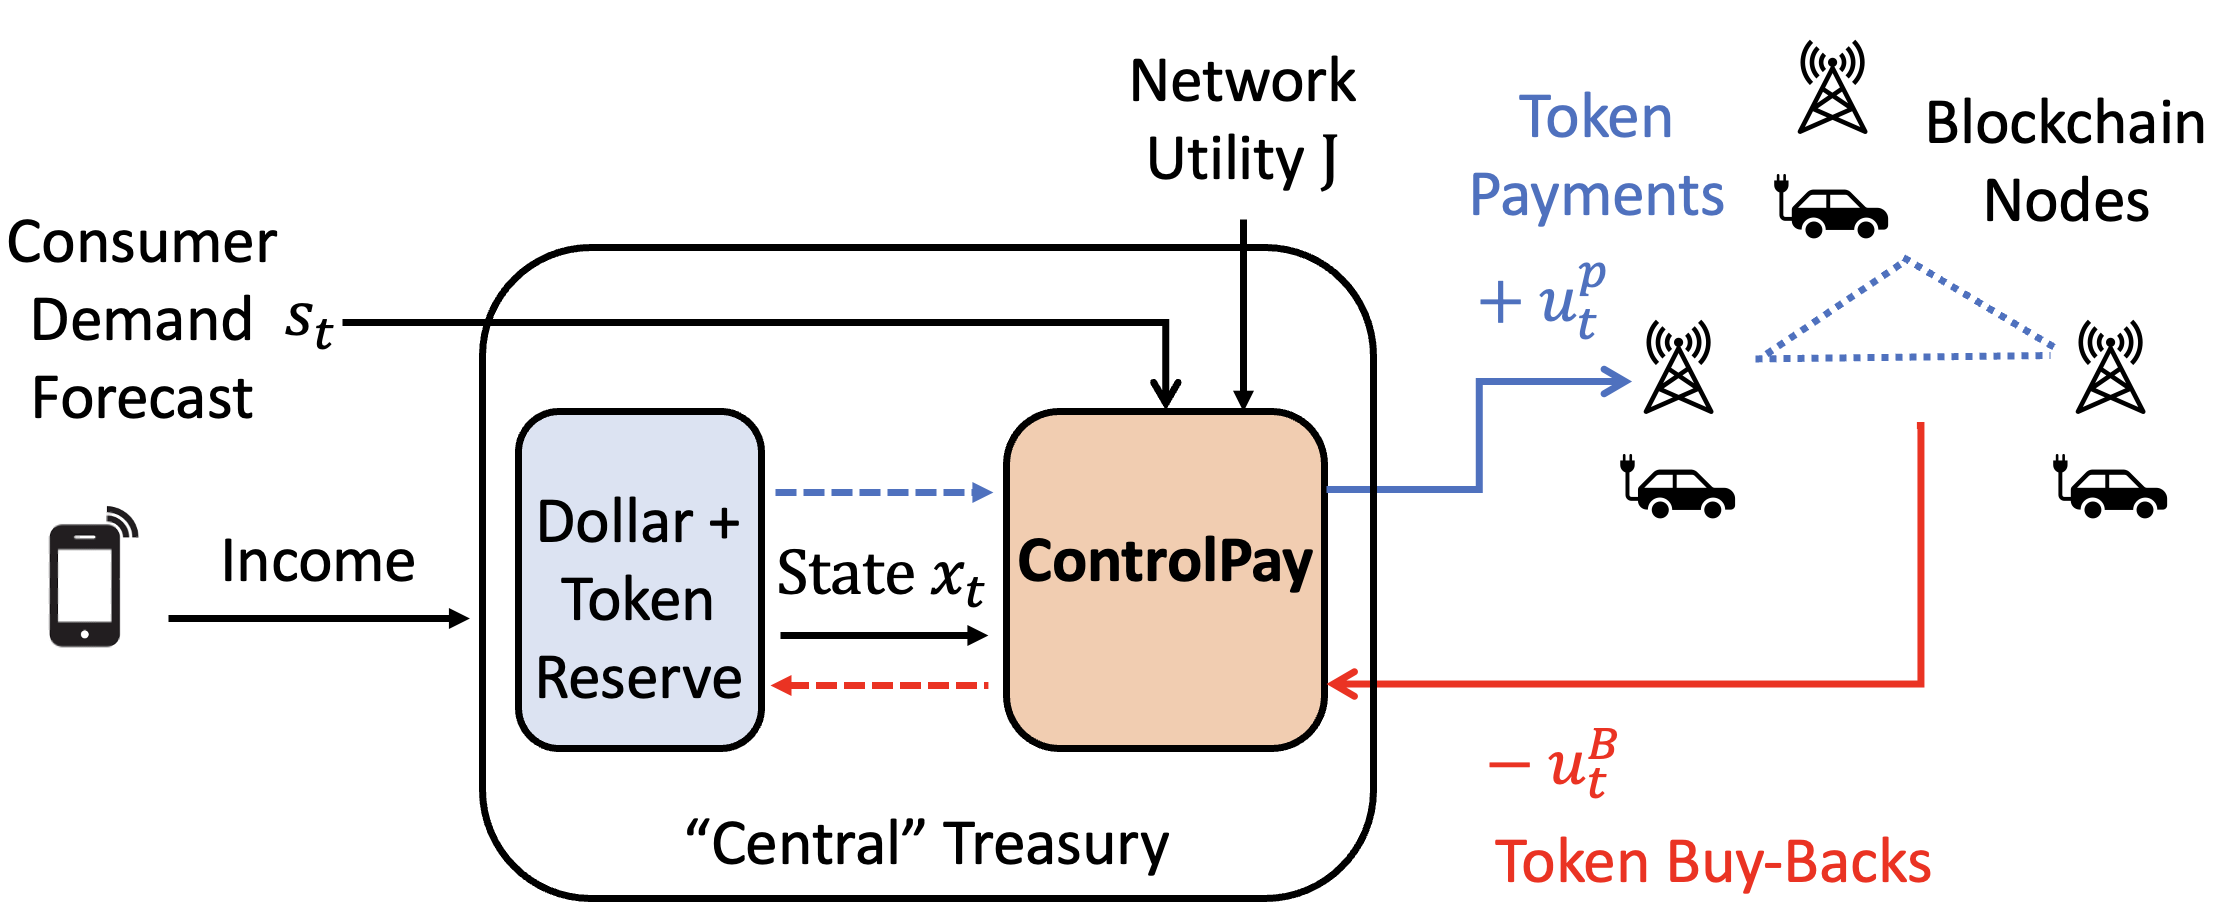 Consumer
Demand s_t
Forecast
Income
Network
Utility J
Token
Payments
+ u_t^p
Blockchain
Nodes
Dollar +
Token
Reserve
State x_t
ControlPay
“Central” Treasury
− u_t^B
Token Buy-Backs